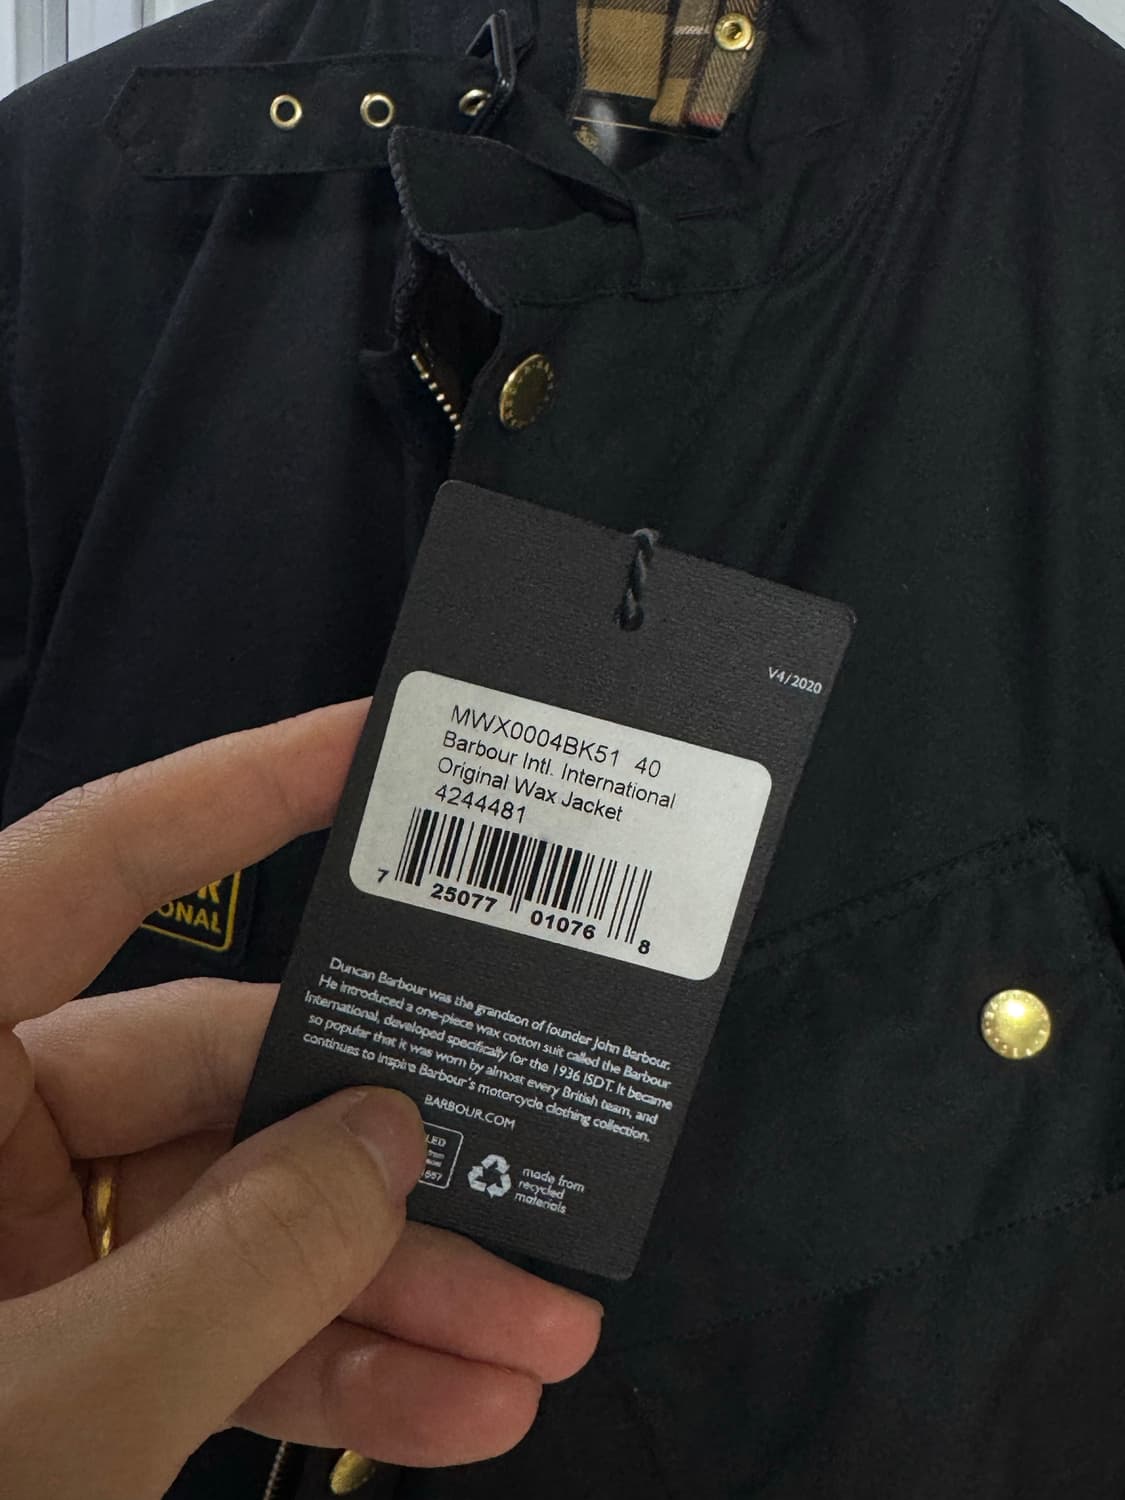 V4/2020
MWX0004BK51 40
Barbour Intl. International
Original Wax Jacket
4244481
7 25077 01076 8
ONAL
Duncan Barbour was the grandson of founder John Barbour.
He introduced a one-piece wax cotton suit called the Barbour
International, developed specifically for the 1936 ISDT. It became
so popular that it was worn by almost every British team, and
continues to inspire Barbour's motorcycle clothing collection.
BARBOUR.COM
LED
made from
recycled
materials